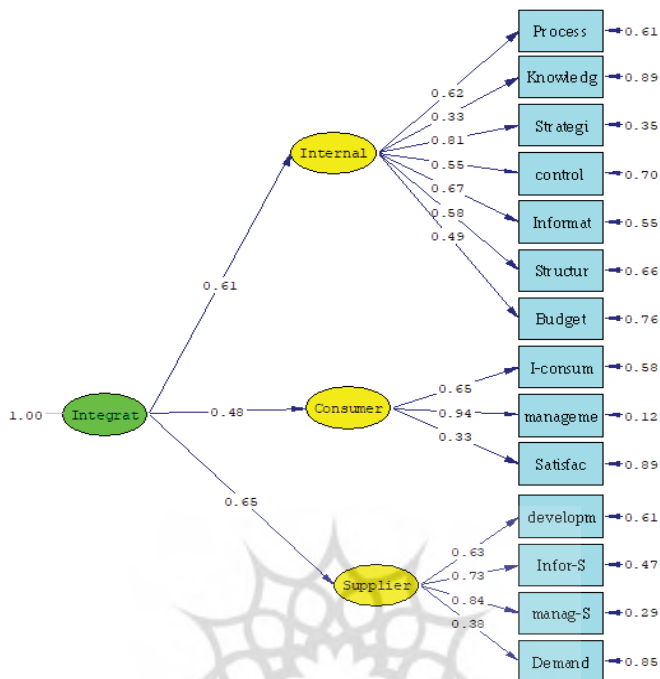 Process
0.61
Knowledg
0.89
Strategi
0.35
control
0.70
Informat
0.55
Structur
0.66
Budget
0.76
0.62
0.33
0.81
0.55
0.67
0.58
0.49
Internal
0.61
1.00
Integrat
0.48
Consumer
0.65
0.94
0.33
I-consum
0.58
manageme
0.12
Satisfac
0.89
0.65
Supplier
0.63
0.73
0.84
0.38
developm
0.61
Infor-S
0.47
manag-S
0.29
Demand
0.85